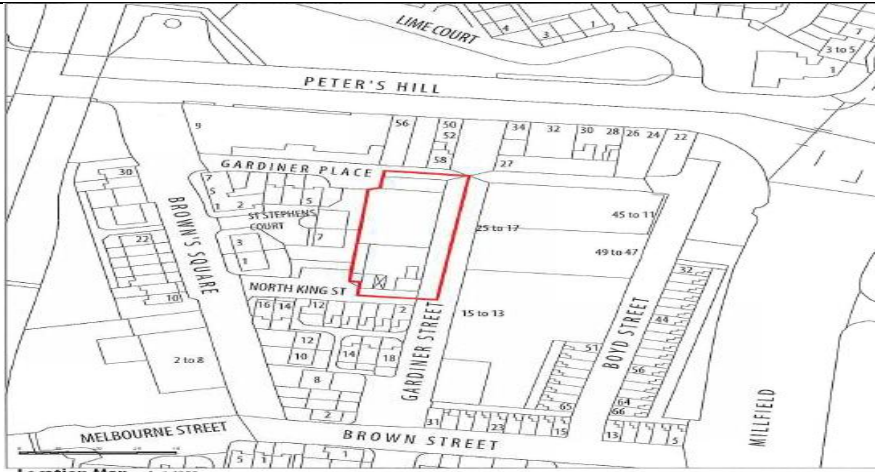 LIME COURT
4
3
1
7
3 to 5
1
PETER'S HILL
9
56
50
52
58
34
32
30
28
26
24
22
27
GARDINER PLACE
30
7
5
1
2
5
ST STEPHENS
COURT
7
BROWN'S SQUARE
22
3
1
10
25 to 17
45 to 11
49 to 47
32
NORTH KING ST
16
14
12
2
15 to 13
44
GARDINER STREET
BOYD STREET
12
10
14
18
2 to 8
8
2
51
56
65
64
66
MILLFIELD
31
23
15
13
5
MELBOURNE STREET
BROWN STREET
5
1
1
Location Map